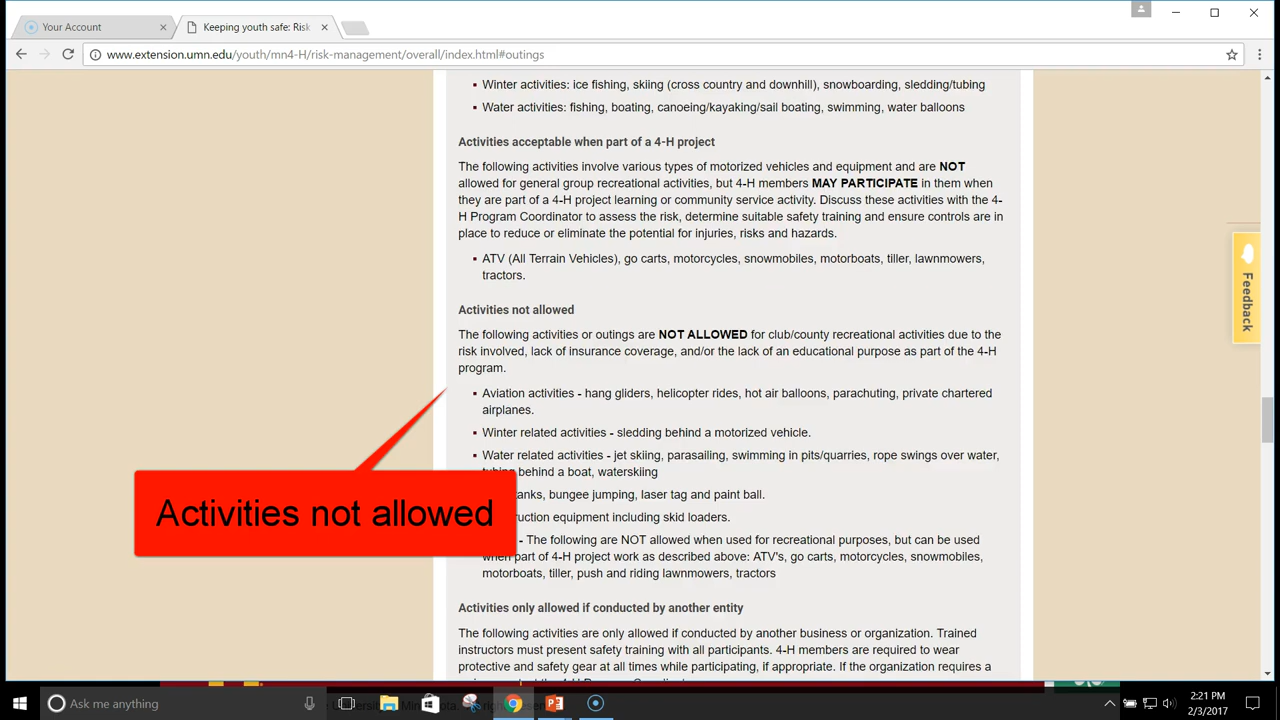 Your Account
Keeping youth safe: Risk
www.extension.umn.edu/youth/mn4-H/risk-management/overall/index.html#outings
Winter activities: ice fishing, skiing (cross country and downhill), snowboarding, sledding/tubing
Water activities: fishing, boating, canoeing/kayaking/sail boating, swimming, water balloons
Activities acceptable when part of a 4-H project
The following activities involve various types of motorized vehicles and equipment and are NOT
allowed for general group recreational activities, but 4-H members MAY PARTICIPATE in them when
they are part of a 4-H project learning or community service activity. Discuss these activities with the 4-
H Program Coordinator to assess the risk, determine suitable safety training and ensure controls are in
place to reduce or eliminate the potential for injuries, risks and hazards.
ATV (All Terrain Vehicles), go carts, motorcycles, snowmobiles, motorboats, tiller, lawnmowers,
tractors.
Activities not allowed
The following activities or outings are NOT ALLOWED for club/county recreational activities due to the
risk involved, lack of insurance coverage, and/or the lack of an educational purpose as part of the 4-H
program.
Aviation activities - hang gliders, helicopter rides, hot air balloons, parachuting, private chartered
airplanes.
Winter related activities - sledding behind a motorized vehicle.
Water related activities - jet skiing, parasailing, swimming in pits/quarries, rope swings over water,
tubing behind a boat, waterskiing
tanks, bungee jumping, laser tag and paint ball.
Activities not allowed
equipment including skid loaders.
- The following are NOT allowed when used for recreational purposes, but can be used
when part of 4-H project work as described above: ATV's, go carts, motorcycles, snowmobiles,
motorboats, tiller, push and riding lawnmowers, tractors
Activities only allowed if conducted by another entity
The following activities are only allowed if conducted by another business or organization. Trained
instructors must present safety training with all participants. 4-H members are required to wear
protective and safety gear at all times while participating, if appropriate. If the organization requires a
Feedback
Ask me anything
2:21 PM
2/3/2017